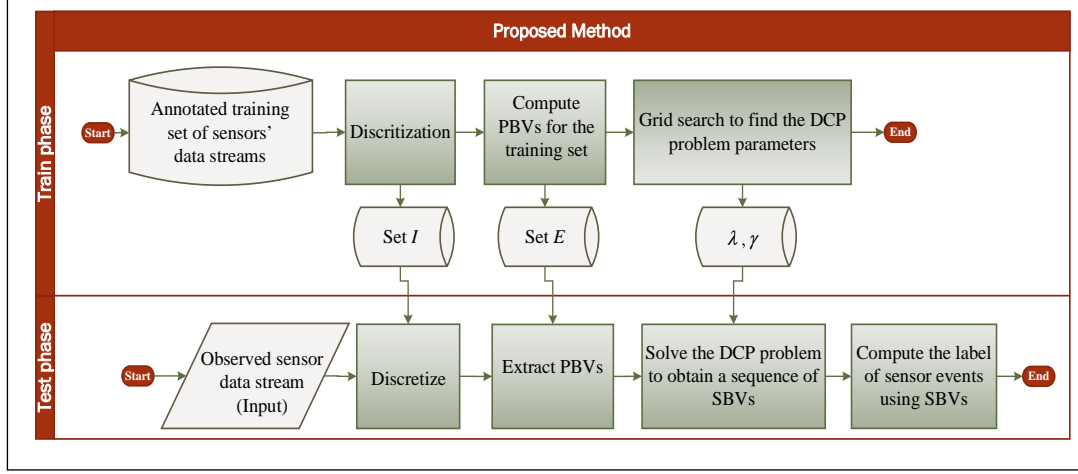 Proposed Method
Train phase
Start
Annotated training
set of sensors'
data streams
Discritization
Compute
PBVs for the
training set
Grid search to find the DCP
problem parameters
End
Set I
Set E
λ , γ
Test phase
Start
Observed sensor
data stream
(Input)
Discretize
Extract PBVs
Solve the DCP problem
to obtain a sequence of
SBVs
Compute the label
of sensor events
using SBVs
End